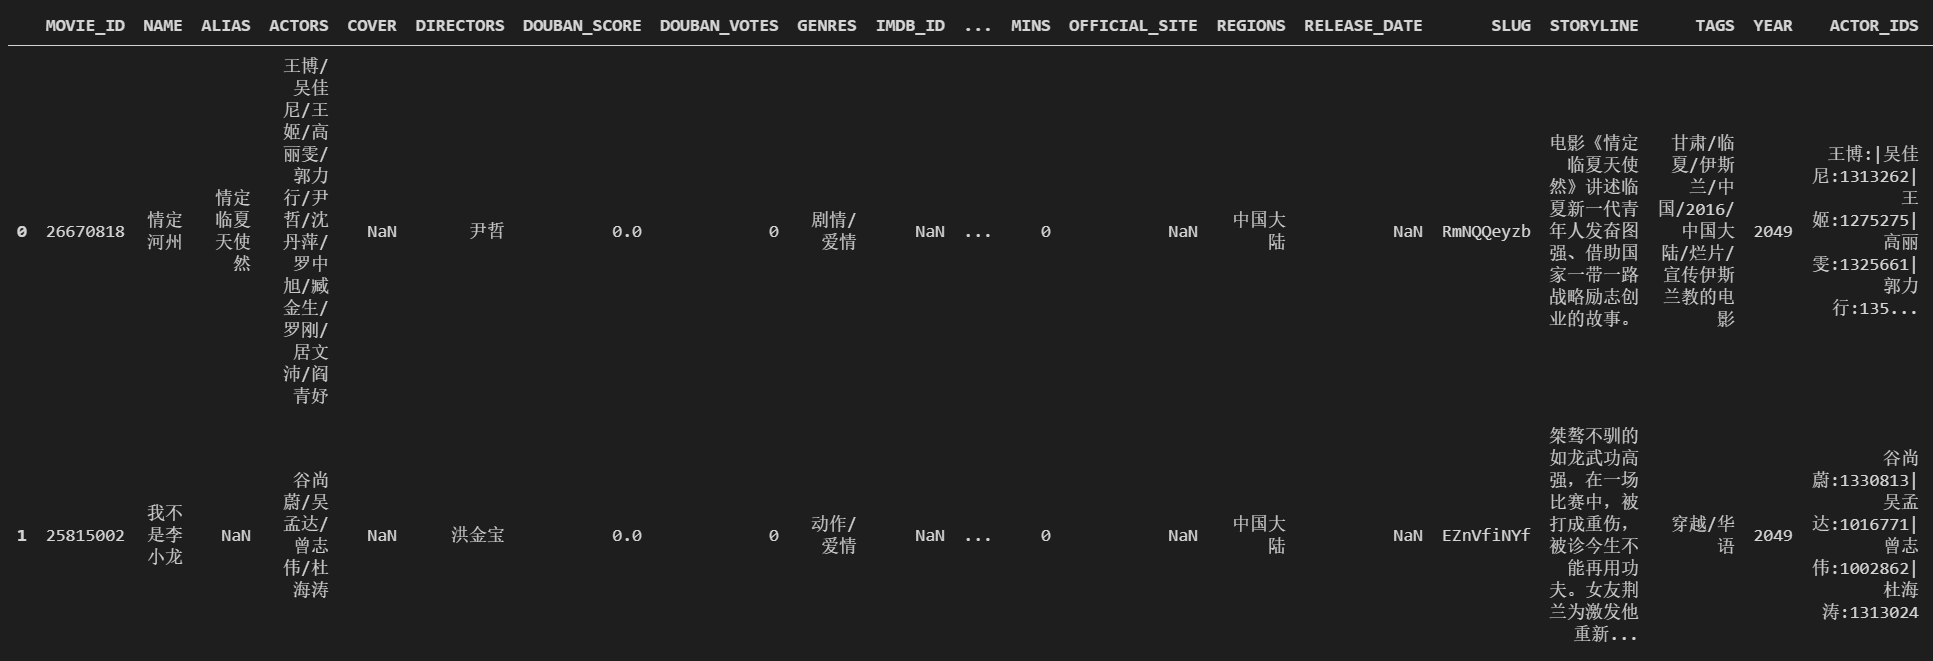 MOVIE_ID NAME ALIAS ACTORS COVER DIRECTORS DOUBAN_SCORE DOUBAN_VOTES GENRES IMDB_ID ... MINS OFFICIAL_SITE REGIONS RELEASE_DATE SLUG STORYLINE TAGS YEAR ACTOR_IDS
0
26670818
情定
河州
情定
临夏
天使
然
王博/
吴佳
尼/王
姬/高
丽雯/
郭力
行/尹
哲/沈
丹萍/
罗中
旭/臧
金生/
罗刚/
居文
沛/阎
青妤
NaN
尹哲
0.0
0
剧情/
爱情
NaN
...
0
NaN
中国大
陆
NaN
RmNQQeyzb
电影《情定
临夏天使
然》讲述临
夏新一代青
年人发奋图
强、借助国
家一带一路
战略励志创
业的故事。
甘肃/临
夏/伊斯
兰/中
国/2016/
中国大
陆/烂片/
宣传伊斯
兰教的电
影
2049
王博:|吴佳
尼:1313262|
王
姬:1275275|
高丽
雯:1325661|
郭力
行:135...
1
25815002
我不
是李
小龙
NaN
谷尚
蔚/吴
孟达/
曾志
伟/杜
海涛
NaN
洪金宝
0.0
0
动作/
爱情
NaN
...
0
NaN
中国大
陆
NaN
EZnVfiNYf
桀骜不驯的
如龙武功高
强，在一场
比赛中，被
打成重伤，
被诊今生不
能再用功
夫。女友荆
兰为激发他
重新...
穿越/华
语
2049
谷尚
蔚:1330813|
吴孟
达:1016771|
曾志
伟:1002862|
杜海
涛:1313024